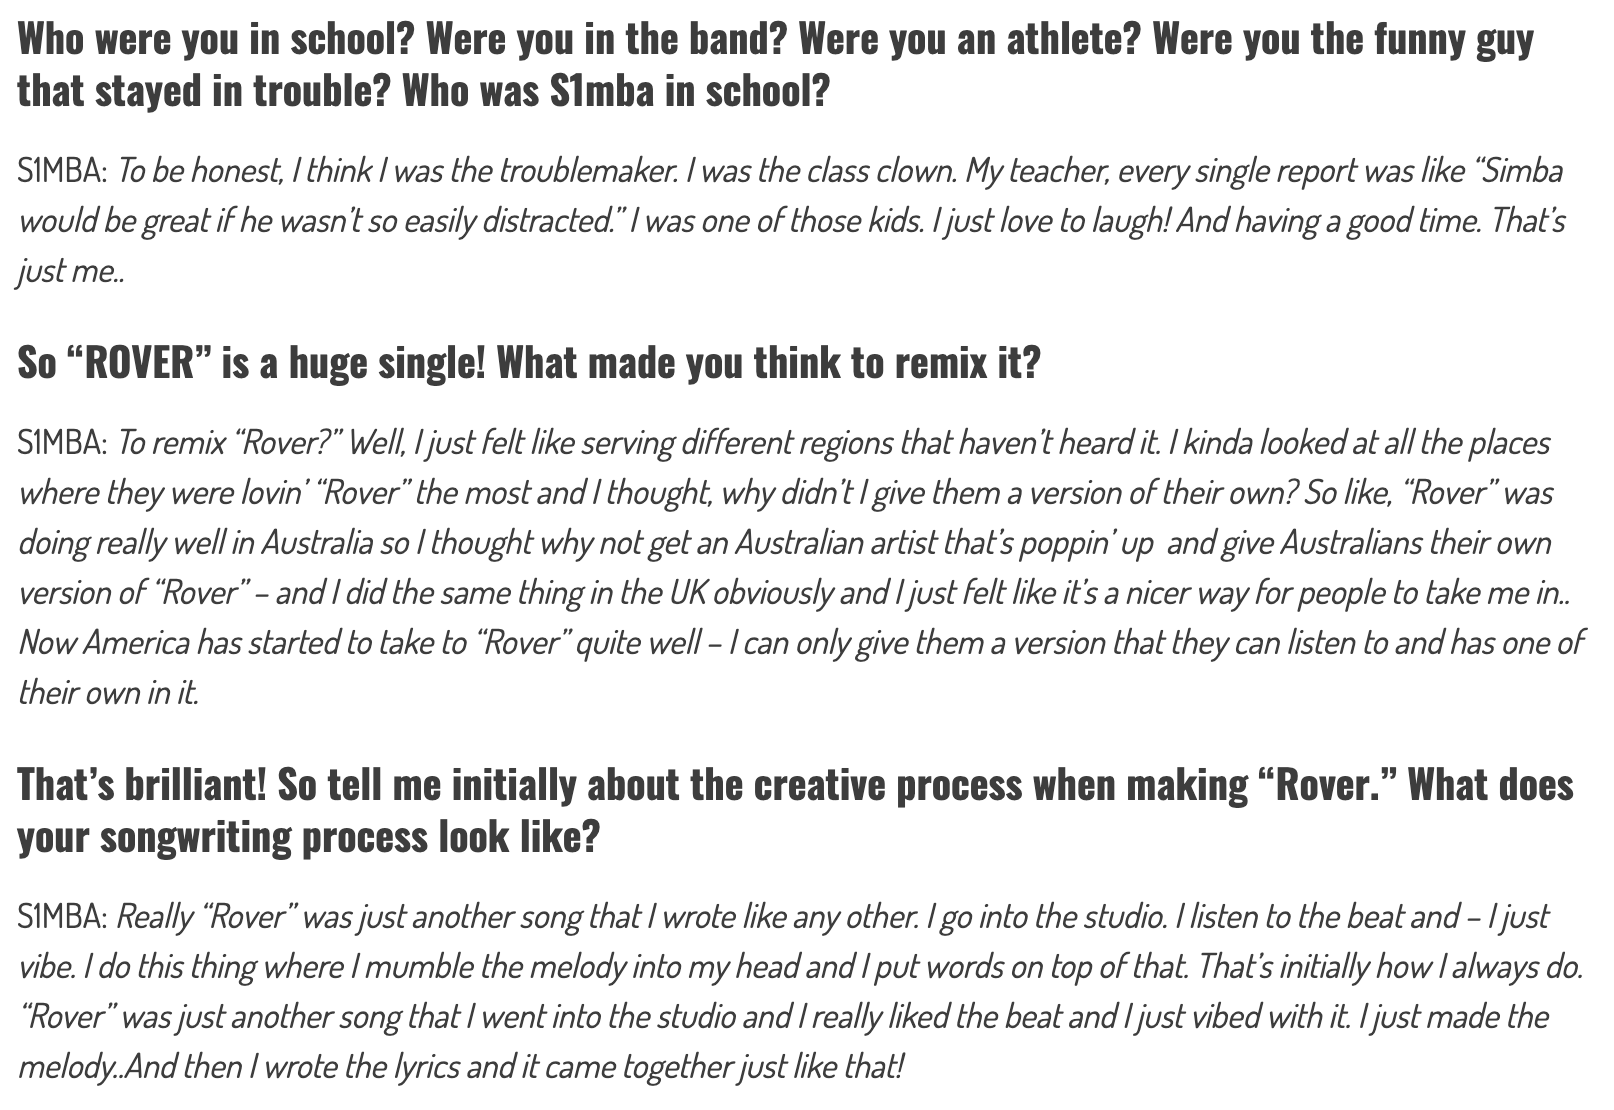 Who were you in school? Were you in the band? Were you an athlete? Were you the funny guy
that stayed in trouble? Who was S1mba in school?
S1MBA: To be honest, I think I was the troublemaker. I was the class clown. My teacher, every single report was like “Simba
would be great if he wasn’t so easily distracted.” I was one of those kids. I just love to laugh! And having a good time. That’s
just me..
So “ROVER” is a huge single! What made you think to remix it?
S1MBA: To remix “Rover?” Well, I just felt like serving different regions that haven’t heard it. I kinda looked at all the places
where they were lovin’ “Rover” the most and I thought, why didn’t I give them a version of their own? So like, “Rover” was
doing really well in Australia so I thought why not get an Australian artist that’s poppin’ up  and give Australians their own
version of “Rover” – and I did the same thing in the UK obviously and I just felt like it’s a nicer way for people to take me in..
Now America has started to take to “Rover” quite well – I can only give them a version that they can listen to and has one of
their own in it.
That’s brilliant! So tell me initially about the creative process when making “Rover.” What does
your songwriting process look like?
S1MBA: Really “Rover” was just another song that I wrote like any other. I go into the studio. I listen to the beat and – I just
vibe. I do this thing where I mumble the melody into my head and I put words on top of that. That’s initially how I always do.
“Rover” was just another song that I went into the studio and I really liked the beat and I just vibed with it. I just made the
melody..And then I wrote the lyrics and it came together just like that!